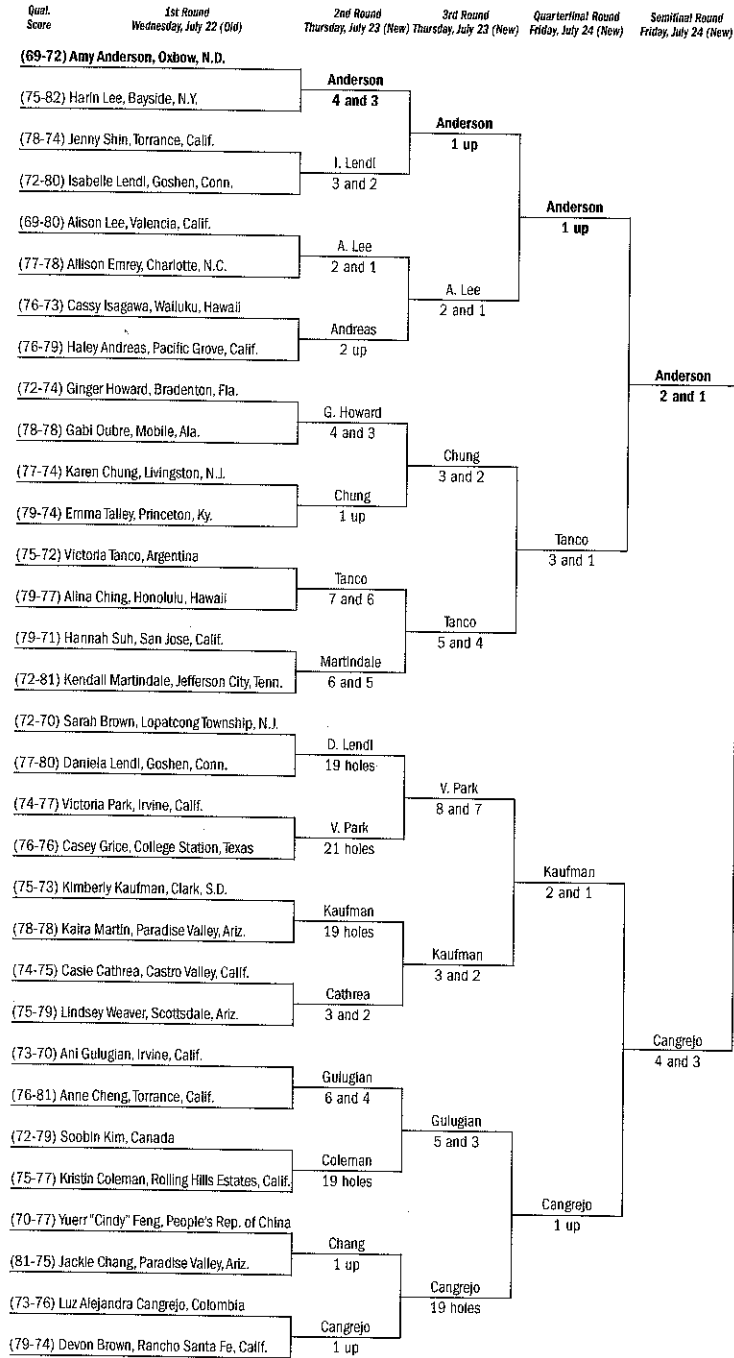 Qual. Score
1st Round
Wednesday, July 22 (Old)
2nd Round
Thursday, July 23 (New)
3rd Round
Thursday, July 23 (New)
Quarterfinal Round
Friday, July 24 (New)
Semifinal Round
Friday, July 24 (New)
(69-72) Amy Anderson, Oxbow, N.D.
(75-82) Harin Lee, Bayside, N.Y.
(78-74) Jenny Shin, Torrance, Calif.
(72-80) Isabelle Lendl, Goshen, Conn.
(69-80) Alison Lee, Valencia, Calif.
(77-78) Allison Emrey, Charlotte, N.C.
(76-73) Cassy Isagawa, Wailuku, Hawaii
(76-79) Haley Andreas, Pacific Grove, Calif.
(72-74) Ginger Howard, Bradenton, Fla.
(78-78) Gabi Oubre, Mobile, Ala.
(77-74) Karen Chung, Livingston, N.J.
(79-74) Emma Talley, Princeton, Ky.
(75-72) Victoria Tanco, Argentina
(79-77) Alina Ching, Honolulu, Hawaii
(79-71) Hannah Suh, San Jose, Calif.
(72-81) Kendall Martindale, Jefferson City, Tenn.
(72-70) Sarah Brown, Lopatcong Township, N.J.
(77-80) Daniela Lendl, Goshen, Conn.
(74-77) Victoria Park, Irvine, Calif.
(76-76) Casey Grice, College Station, Texas
(75-73) Kimberly Kaufman, Clark, S.D.
(78-78) Kaira Martin, Paradise Valley, Ariz.
(74-75) Casie Cathrea, Castro Valley, Calif.
(75-79) Lindsey Weaver, Scottsdale, Ariz.
(73-70) Ani Gulugian, Irvine, Calif.
(76-81) Anne Cheng, Torrance, Calif.
(72-79) Soobin Kim, Canada
(75-77) Kristin Coleman, Rolling Hills Estates, Calif.
(70-77) Yuerr "Cindy" Feng, People's Rep. of China
(81-75) Jackie Chang, Paradise Valley, Ariz.
(73-76) Luz Alejandra Cangrejo, Colombia
(79-74) Devon Brown, Rancho Santa Fe, Calif.
Anderson
4 and 3
I. Lendl
3 and 2
A. Lee
2 and 1
Andreas
2 up
G. Howard
4 and 3
Chung
1 up
Tanco
7 and 6
Martindale
6 and 5
D. Lendl
19 holes
V. Park
21 holes
Kaufman
19 holes
Cathrea
3 and 2
Gulugian
6 and 4
Coleman
19 holes
Chang
1 up
Cangrejo
1 up
Anderson
1 up
A. Lee
2 and 1
Chung
3 and 2
Tanco
5 and 4
V. Park
8 and 7
Kaufman
3 and 2
Gulugian
5 and 3
Cangrejo
19 holes
Anderson
1 up
Tanco
3 and 1
Kaufman
2 and 1
Cangrejo
1 up
Anderson
2 and 1
Cangrejo
4 and 3